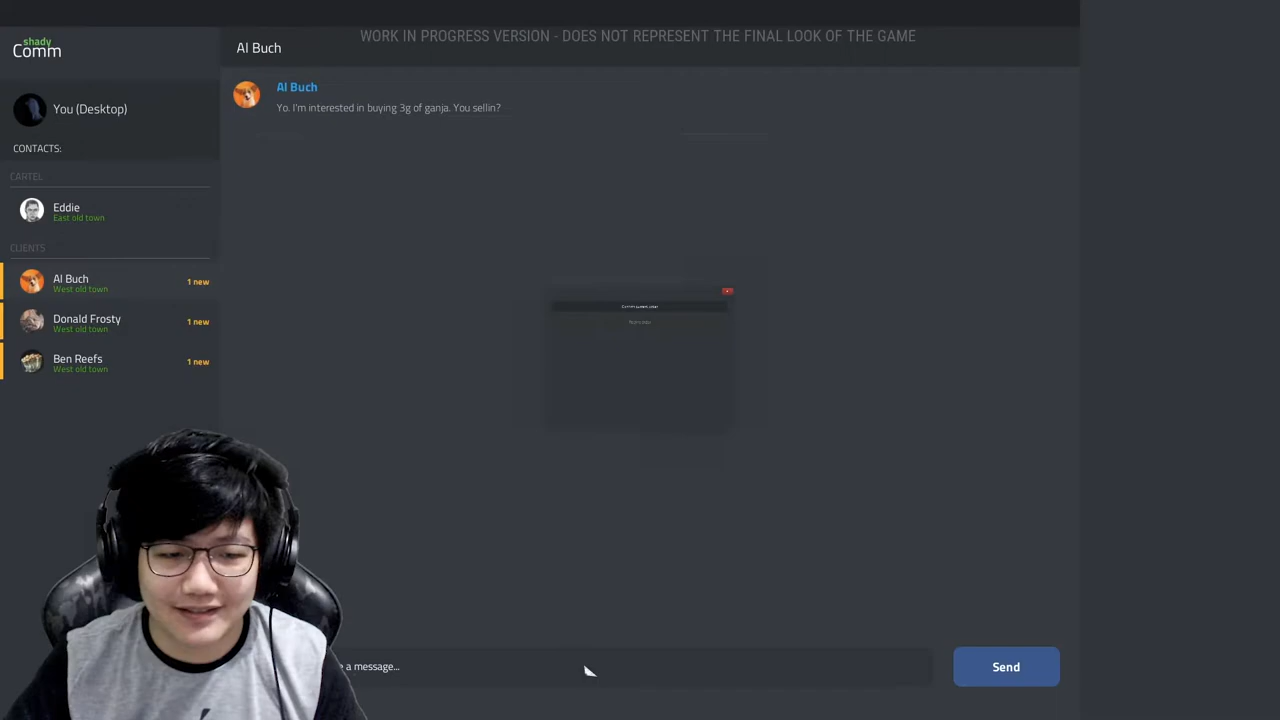 shady
Comm
WORK IN PROGRESS VERSION - DOES NOT REPRESENT THE FINAL LOOK OF THE GAME
Al Buch
You (Desktop)
CONTACTS:
CARTEL
Eddie
East old town
CLIENTS
Al Buch
West old town
1 new
Donald Frosty
West old town
1 new
Ben Reefs
West old town
1 new
Al Buch
Yo. I'm interested in buying 3g of ganja. You sellin?
a message...
Send